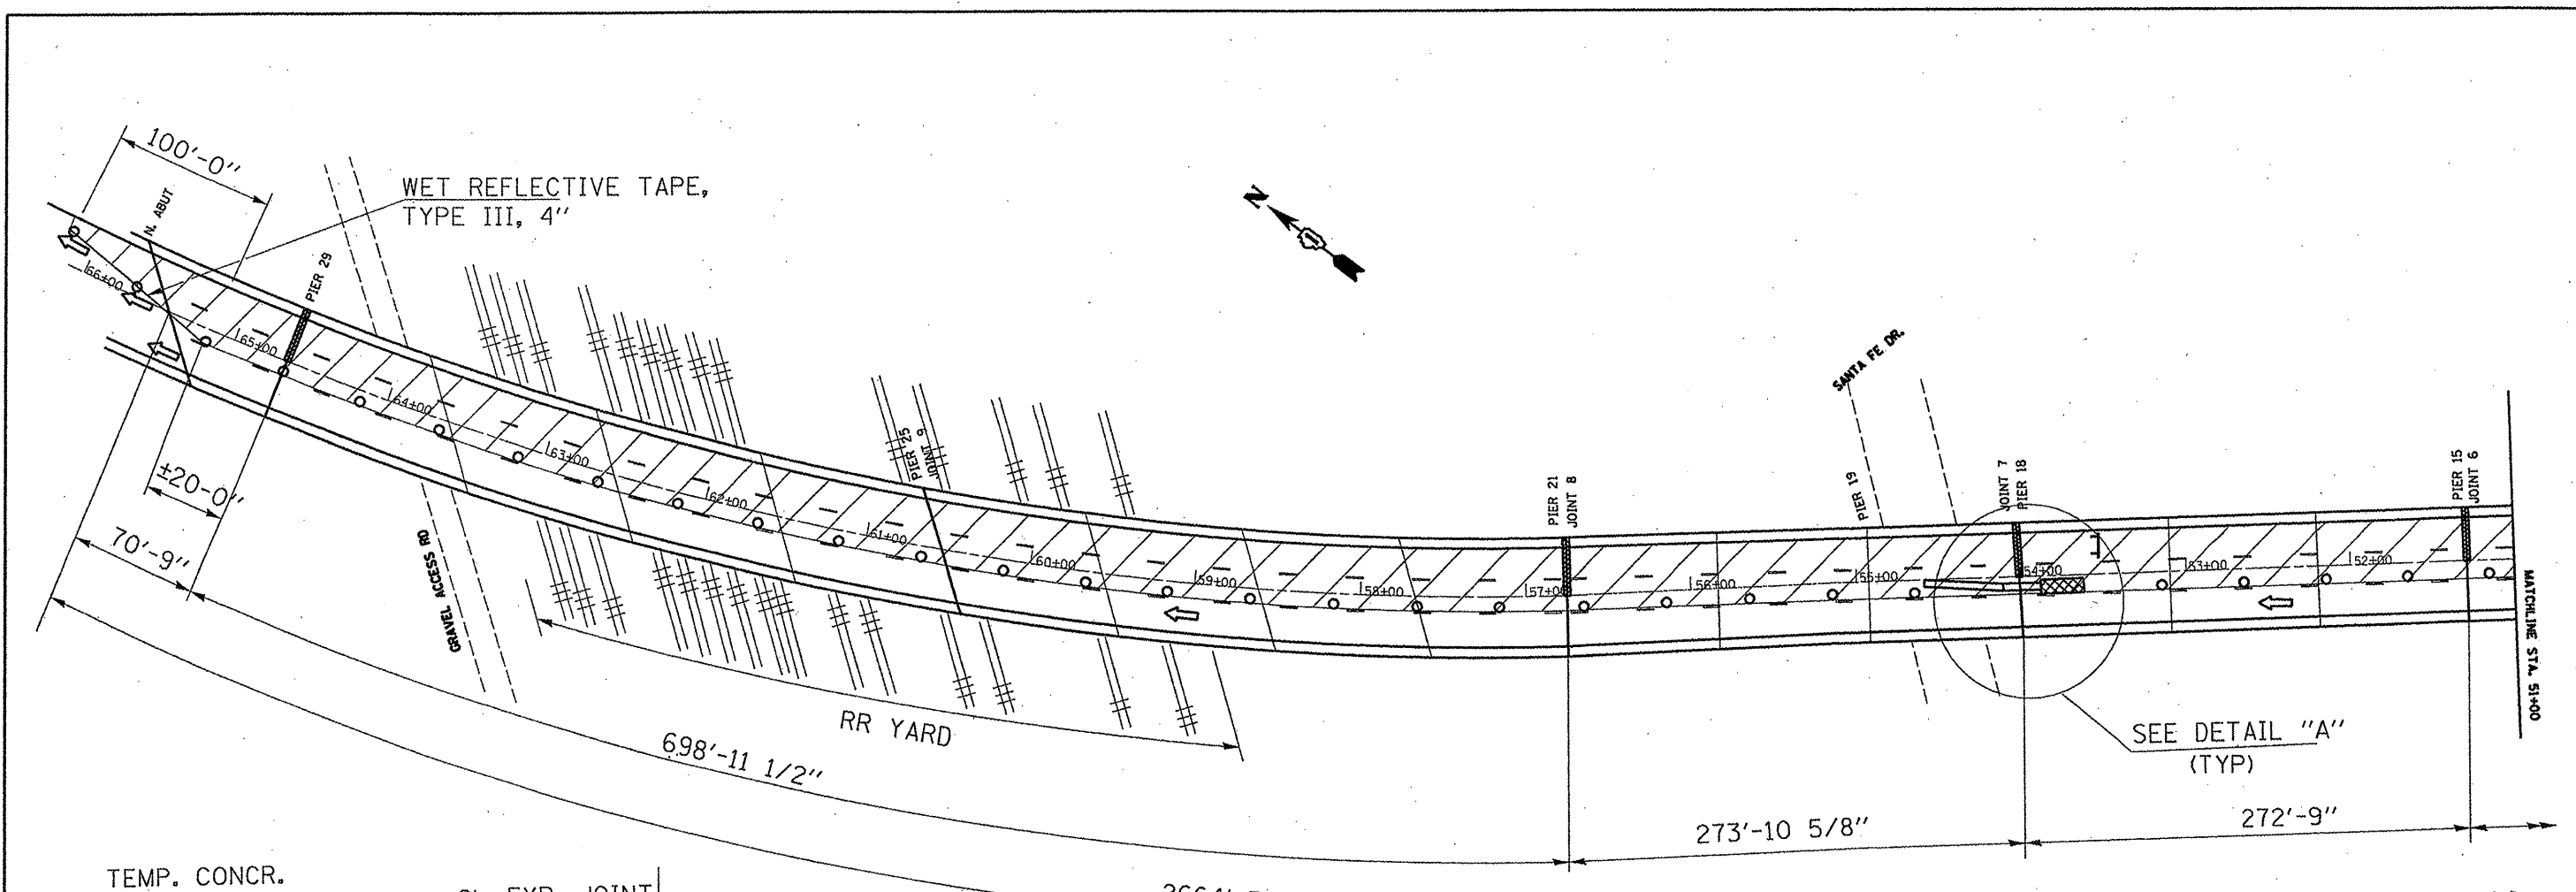 100'-0"
N. ABUT
WET REFLECTIVE TAPE,
TYPE III, 4"
N
PIER 29
66+00
65+00
64+00
63+00
62+00
61+00
60+00
59+00
58+00
57+00
56+00
55+00
54+00
53+00
52+00
PIER 25
JOINT 9
PIER 21
JOINT 8
PIER 19
SANTA FE DR.
JOINT 7
PIER 18
PIER 15
JOINT 6
MATCHLINE STA. 51+00
±20-0"
70'-9"
GRAVEL ACCESS RD
RR YARD
698'-11 1/2"
SEE DETAIL "A"
(TYP)
273'-10 5/8"
272'-9"
TEMP. CONCR.
EXP. JOINT